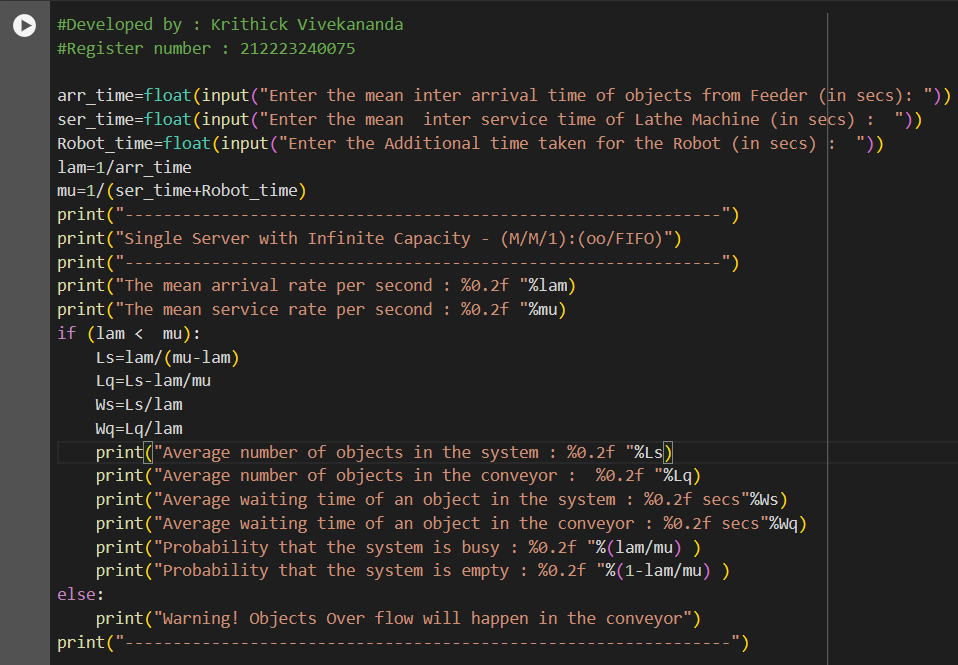 #Developed by : Krithick Vivekananda
#Register number : 212223240075

arr_time=float(input("Enter the mean inter arrival time of objects from Feeder (in secs): "))
ser_time=float(input("Enter the mean  inter service time of Lathe Machine (in secs) :  "))
Robot_time=float(input("Enter the Additional time taken for the Robot (in secs) :  "))
lam=1/arr_time
mu=1/(ser_time+Robot_time)
print("--------------------------------------------------------------")
print("Single Server with Infinite Capacity - (M/M/1):(oo/FIFO)")
print("--------------------------------------------------------------")
print("The mean arrival rate per second : %0.2f "%lam)
print("The mean service rate per second : %0.2f "%mu)
if (lam <  mu):
    Ls=lam/(mu-lam)
    Lq=Ls-lam/mu
    Ws=Ls/lam
    Wq=Lq/lam
    print("Average number of objects in the system : %0.2f "%Ls)
    print("Average number of objects in the conveyor :  %0.2f "%Lq)
    print("Average waiting time of an object in the system : %0.2f secs"%Ws)
    print("Average waiting time of an object in the conveyor : %0.2f secs"%Wq)
    print("Probability that the system is busy : %0.2f "%(lam/mu) )
    print("Probability that the system is empty : %0.2f "%(1-lam/mu) )
else:
    print("Warning! Objects Over flow will happen in the conveyor")
print("---------------------------------------------------------------")